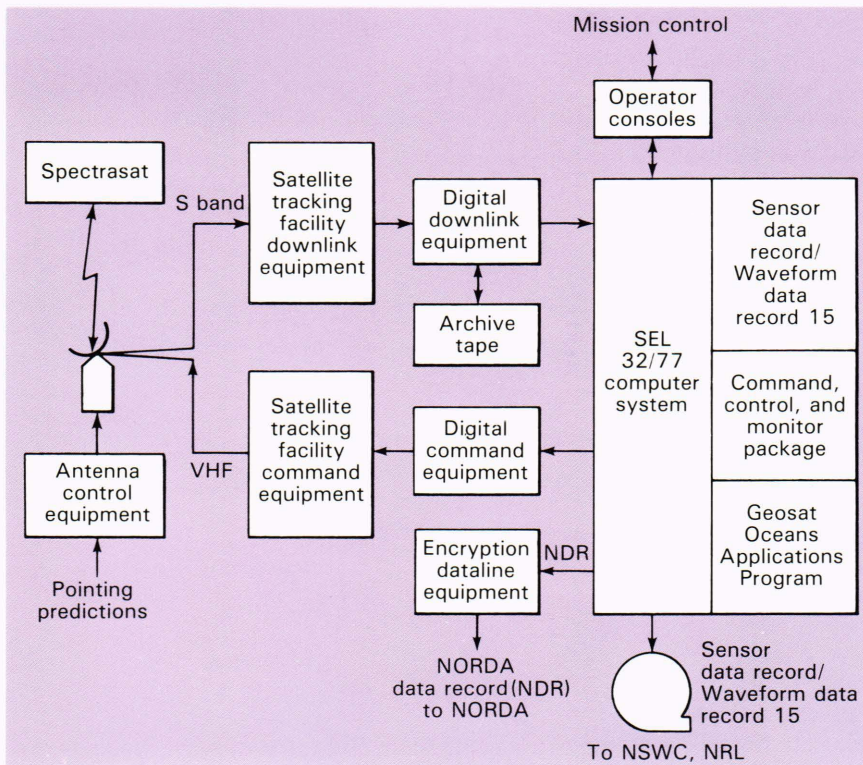 Mission control
Operator
consoles
Spectrasat
S band
Satellite
tracking
facility
downlink
equipment
Digital
downlink
equipment
Archive
tape
SEL
32/77
computer
system
Sensor
data
record/
Waveform
data
record 15
Command,
control, and
monitor
package
Geosat
Oceans
Applications
Program
Satellite
tracking
facility
command
equipment
Digital
command
equipment
VHF
Antenna
control
equipment
Pointing
predictions
Encryption
dataline
equipment
NDR
NORDA
data record (NDR)
to NORDA
Sensor
data record/
Waveform data
record 15
To NSWC, NRL